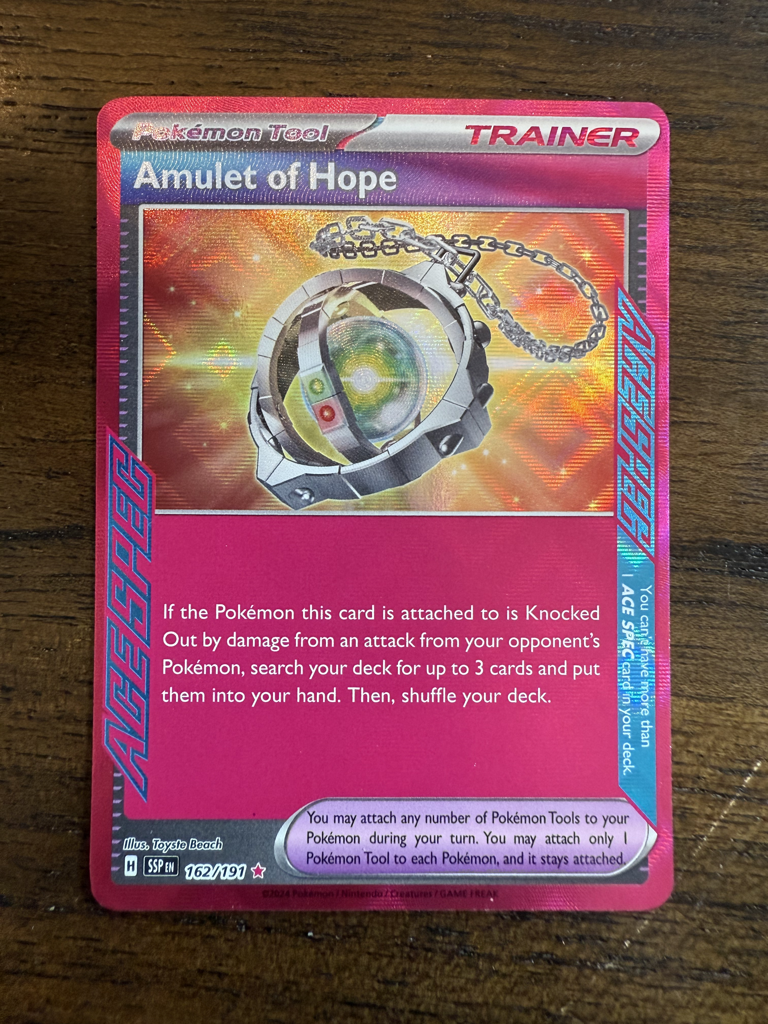 Pokémon Tool
TRAINER
Amulet of Hope
ACE SPEC
ACE SPEC
If the Pokémon this card is attached to is Knocked
Out by damage from an attack from your opponent's
Pokémon, search your deck for up to 3 cards and put
them into your hand. Then, shuffle your deck.
You can't have more than
1 ACE SPEC card in your deck.
You may attach any number of Pokémon Tools to your
Pokémon during your turn. You may attach only 1
Pokémon Tool to each Pokémon, and it stays attached.
Illus. Toyste Beach
H SSP EN 162/191
©2024 Pokémon / Nintendo / Creatures / GAME FREAK